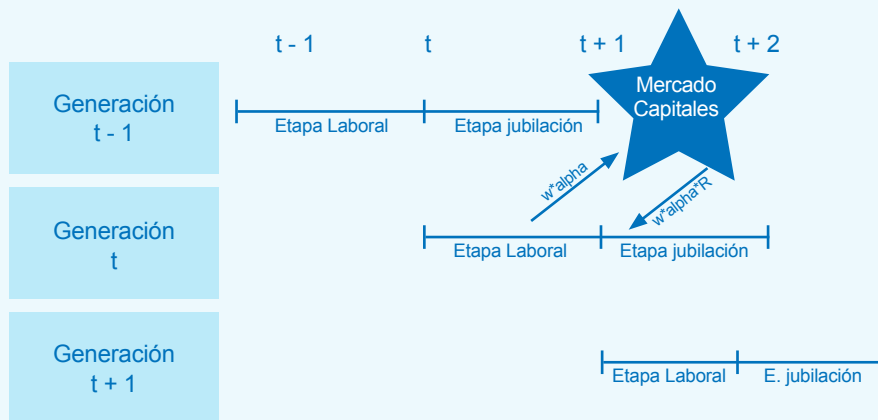 t - 1
t
t + 1
t + 2
Generación
t - 1
Etapa Laboral
Etapa jubilación
Mercado
Capitales
w*alpha
w*alpha*R
Generación
t
Etapa Laboral
Etapa jubilación
Generación
t + 1
Etapa Laboral
E. jubilación